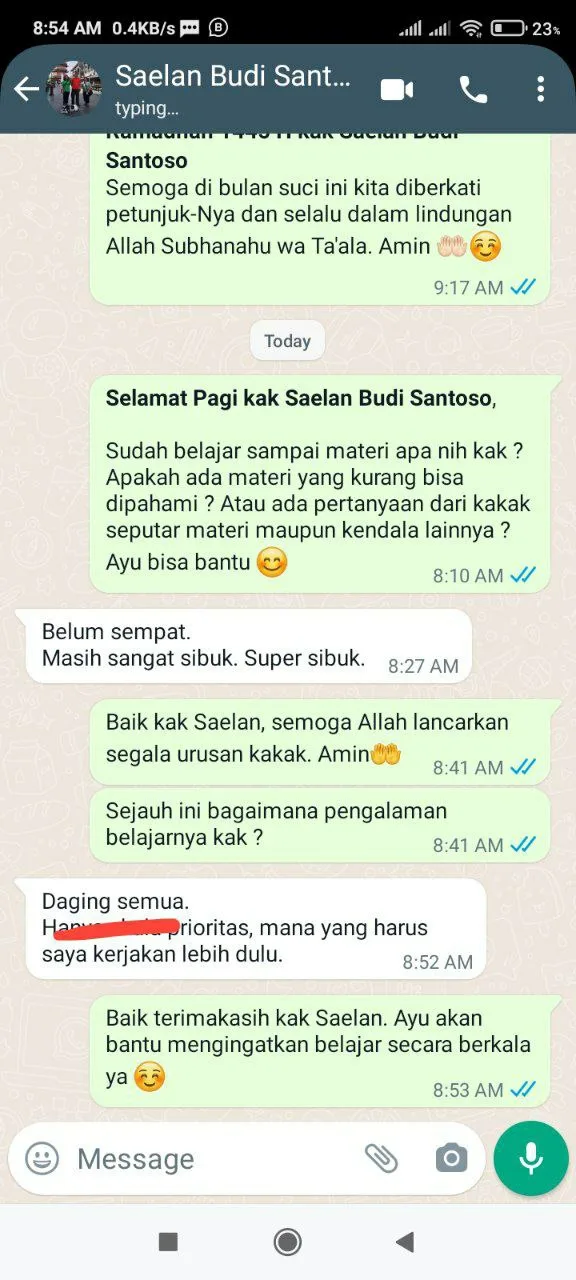 8:54 AM 0.4KB/s
23%
Saelan Budi Sant...
typing...
Santoso
Semoga di bulan suci ini kita diberkati
petunjuk-Nya dan selalu dalam lindungan
Allah Subhanahu wa Ta'ala. Amin 🤲🏻☺️
9:17 AM
Today
Selamat Pagi kak Saelan Budi Santoso,
Sudah belajar sampai materi apa nih kak ?
Apakah ada materi yang kurang bisa
dipahami ? Atau ada pertanyaan dari kakak
seputar materi maupun kendala lainnya ?
Ayu bisa bantu 😊
8:10 AM
Belum sempat.
Masih sangat sibuk. Super sibuk.
8:27 AM
Baik kak Saelan, semoga Allah lancarkan
segala urusan kakak. Amin🤲
8:41 AM
Sejauh ini bagaimana pengalaman
belajarnya kak ?
8:41 AM
Daging semua.
prioritas, mana yang harus
saya kerjakan lebih dulu.
8:52 AM
Baik terimakasih kak Saelan. Ayu akan
bantu mengingatkan belajar secara berkala
ya ☺️
8:53 AM
Message